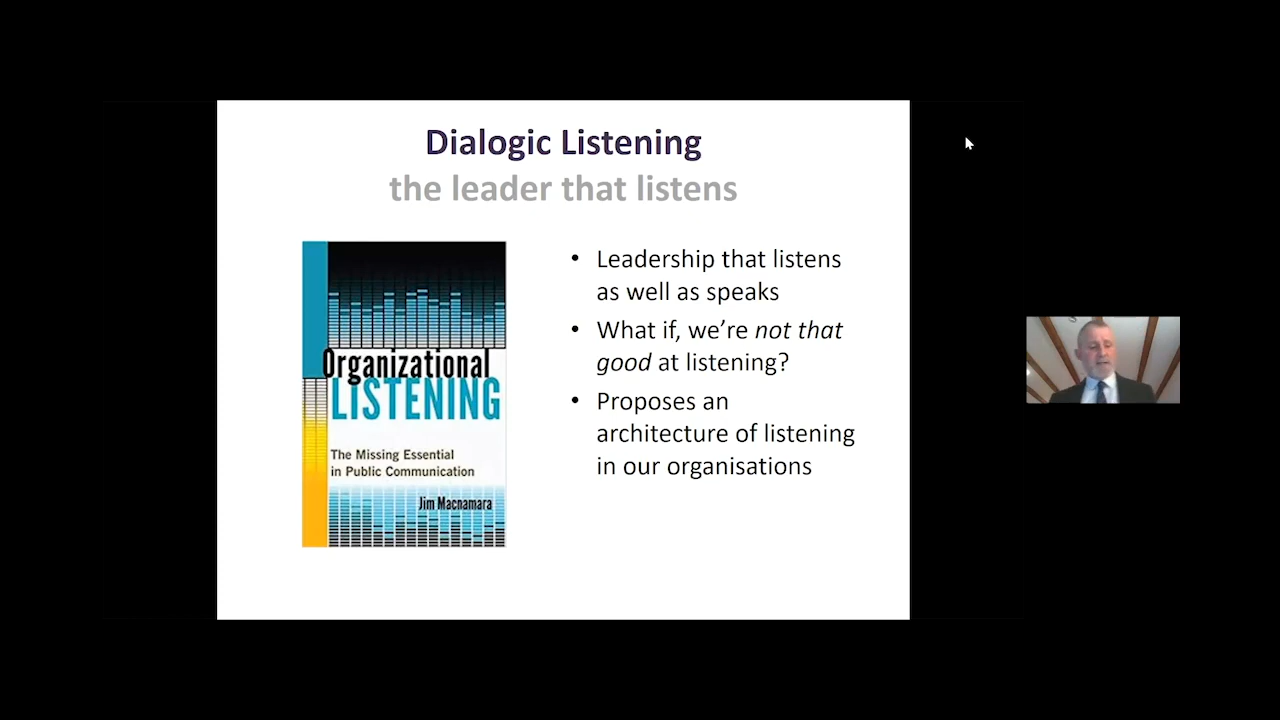 Dialogic Listening
the leader that listens
Organizational
LISTENING
The Missing Essential
in Public Communication
Jim Macnamara
• Leadership that listens
as well as speaks
• What if, we’re not that
good at listening?
• Proposes an
architecture of listening
in our organisations